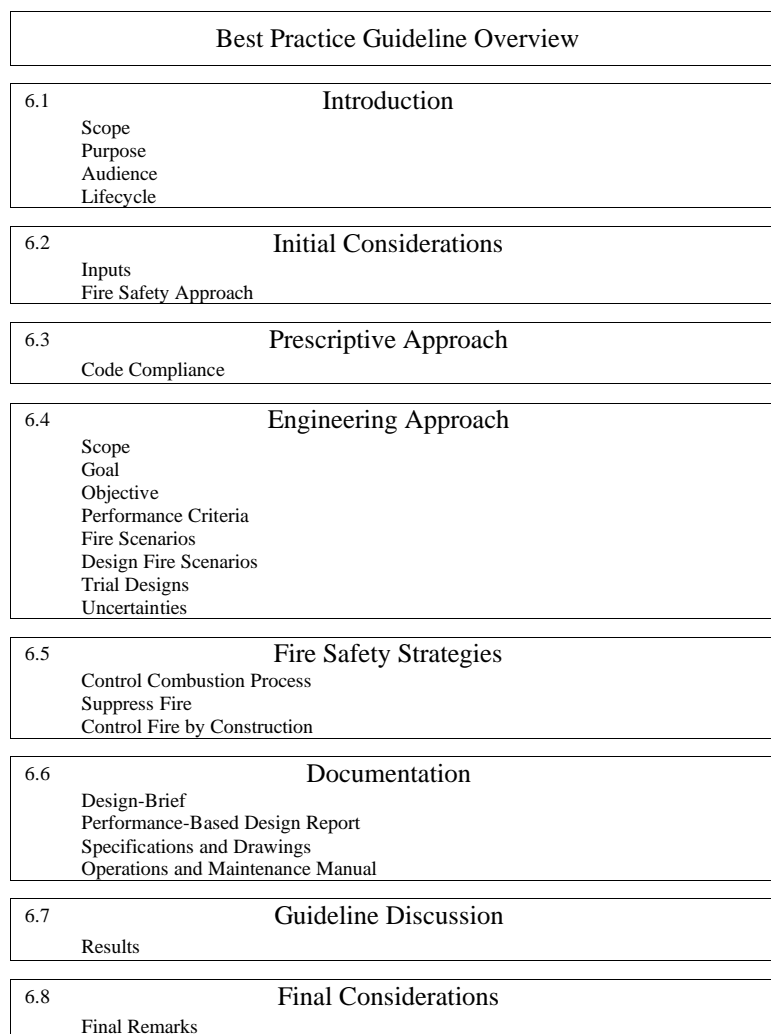 Best Practice Guideline Overview
6.1 Introduction
Scope
Purpose
Audience
Lifecycle
6.2 Initial Considerations
Inputs
Fire Safety Approach
6.3 Prescriptive Approach
Code Compliance
6.4 Engineering Approach
Scope
Goal
Objective
Performance Criteria
Fire Scenarios
Design Fire Scenarios
Trial Designs
Uncertainties
6.5 Fire Safety Strategies
Control Combustion Process
Suppress Fire
Control Fire by Construction
6.6 Documentation
Design-Brief
Performance-Based Design Report
Specifications and Drawings
Operations and Maintenance Manual
6.7 Guideline Discussion
Results
6.8 Final Considerations
Final Remarks